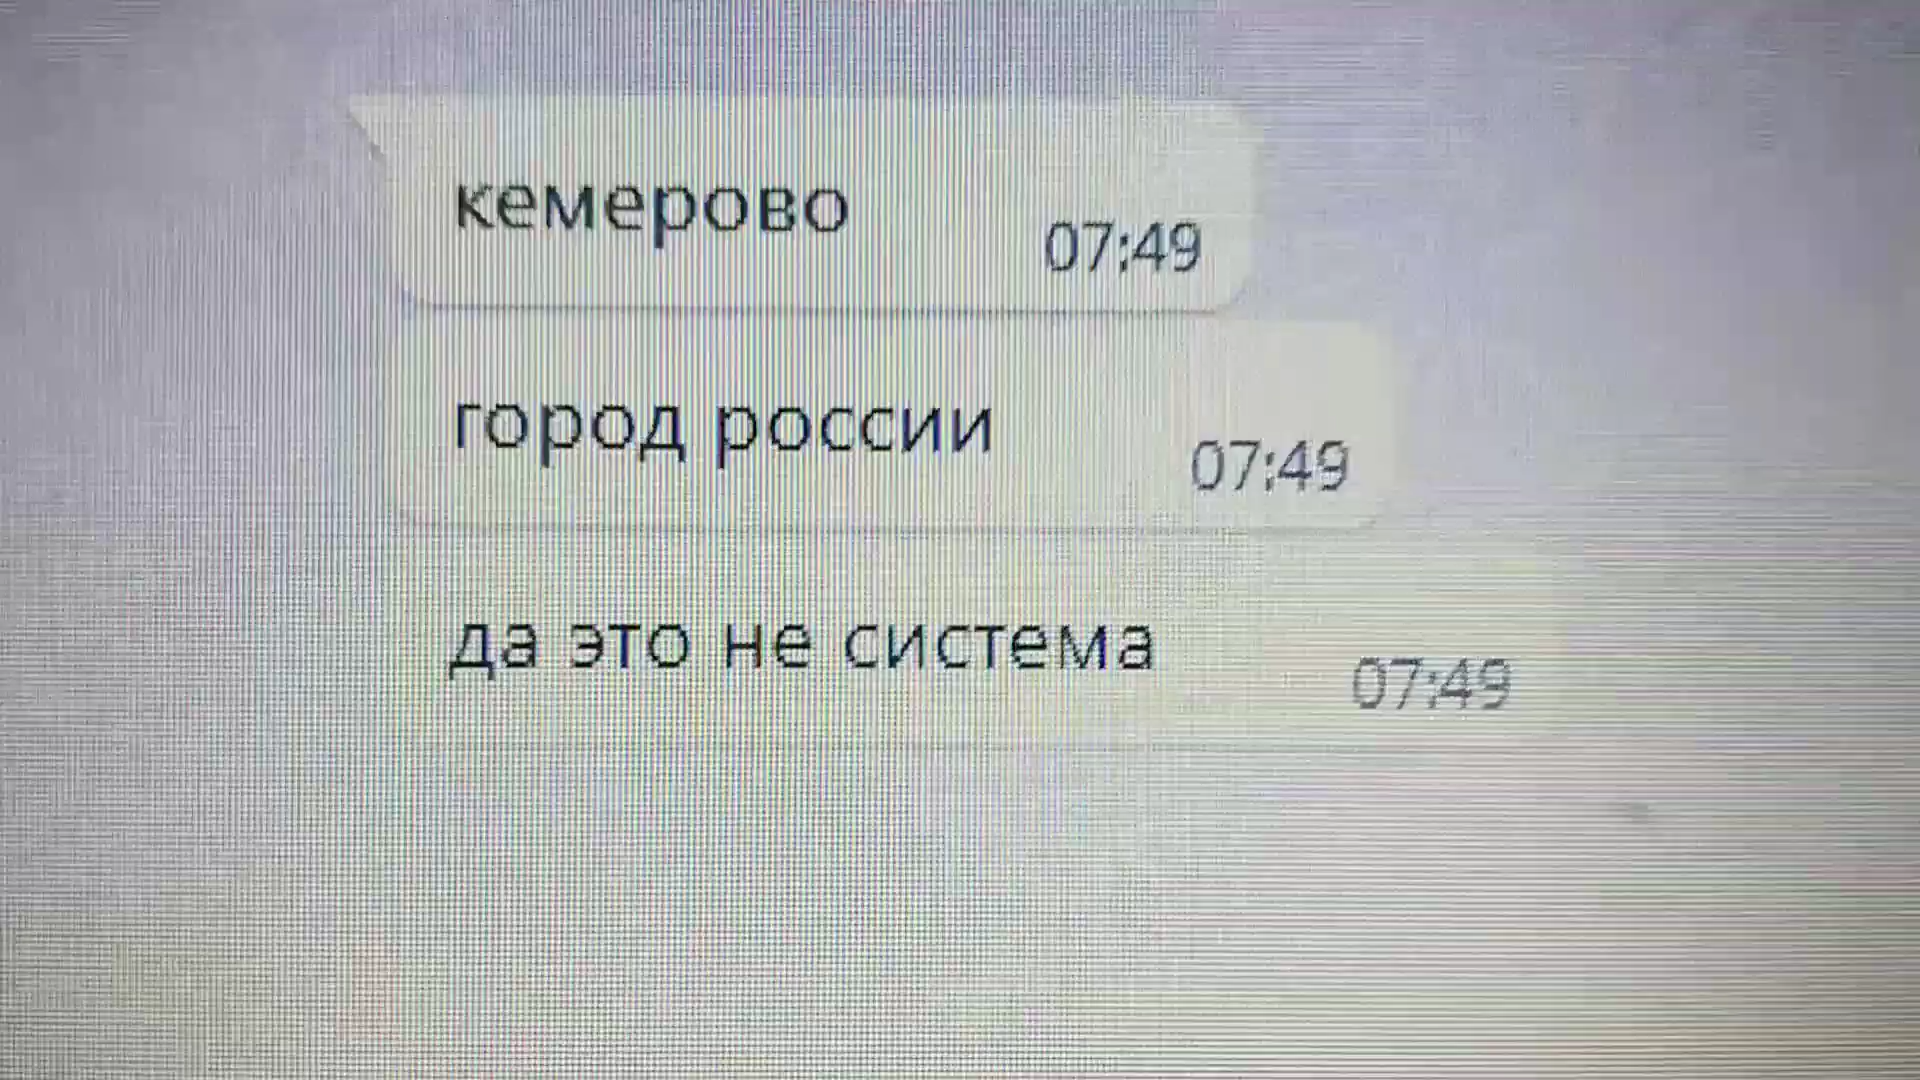 кемерово
07:49
город россии
07:49
да это не система
07:49